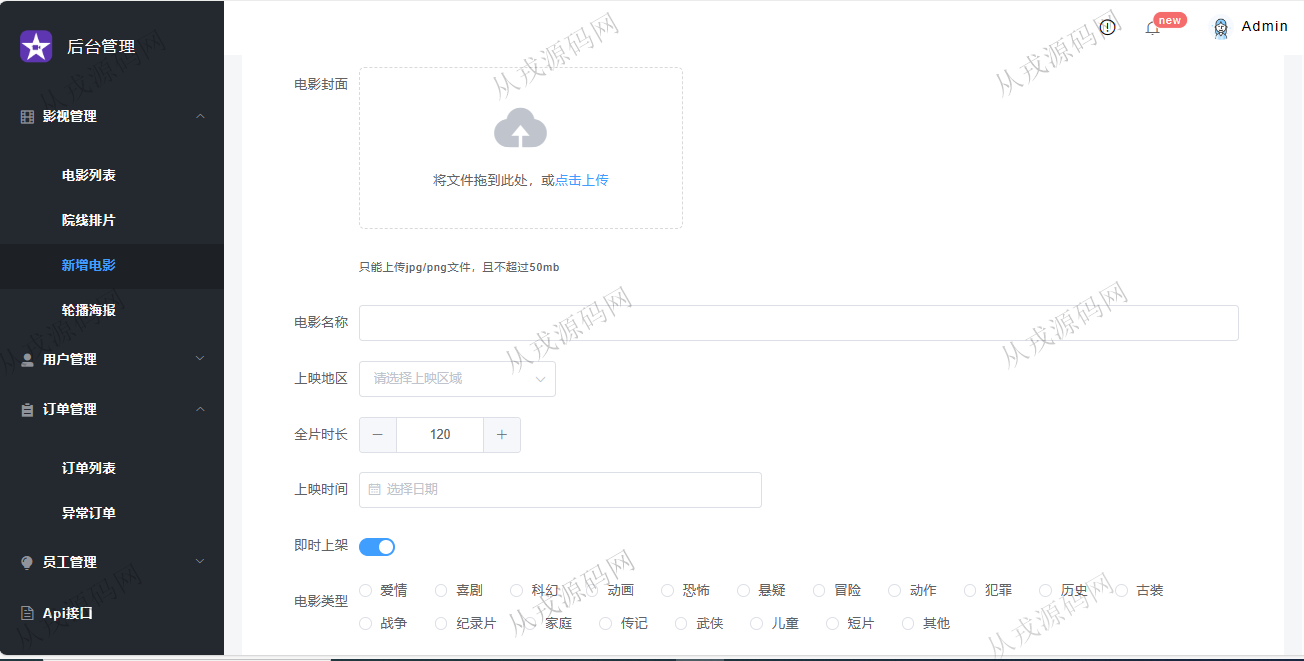 后台管理
new
Admin
影视管理
电影列表
院线排片
新增电影
轮播海报
用户管理
订单管理
订单列表
异常订单
员工管理
Api接口
电影封面
将文件拖到此处，或点击上传
只能上传jpg/png文件，且不超过50mb
电影名称
上映地区
请选择上映区域
全片时长
120
上映时间
选择日期
即时上架
电影类型
爱情 喜剧 科幻 动画 恐怖 悬疑 冒险 动作 犯罪 历史 古装
战争 纪录片 家庭 传记 武侠 儿童 短片 其他
从戎源码网
从戎源码网
从戎源码网
从戎源码网
从戎源码网
从戎源码网
从戎源码网
从戎源码网
从戎源码网